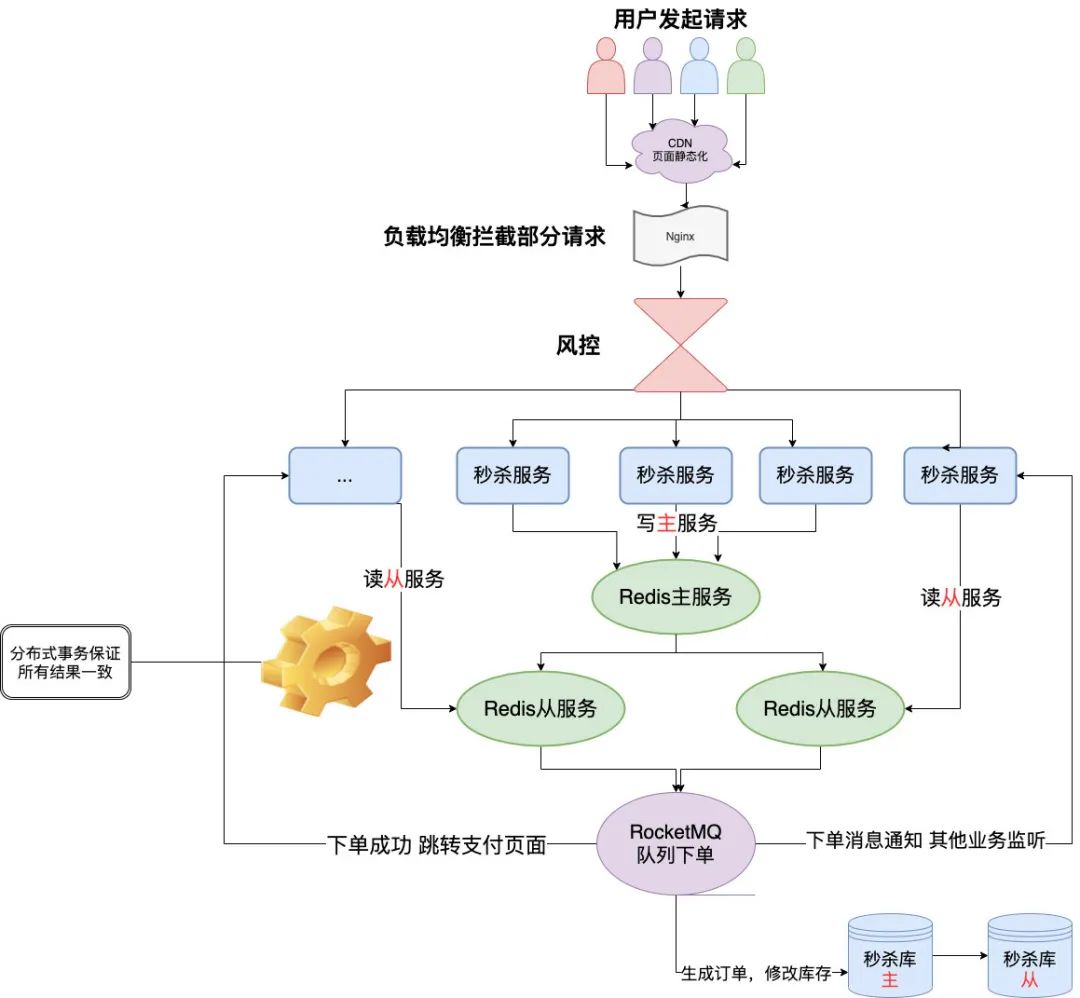 用户发起请求
CDN
页面静态化
负载均衡拦截部分请求
Nginx
风控
...
秒杀服务
秒杀服务
秒杀服务
秒杀服务
写主服务
读从服务
Redis主服务
读从服务
分布式事务保证
所有结果一致
Redis从服务
Redis从服务
下单成功 跳转支付页面
RocketMQ
队列下单
下单消息通知 其他业务监听
生成订单，修改库存
秒杀库
主
秒杀库
从